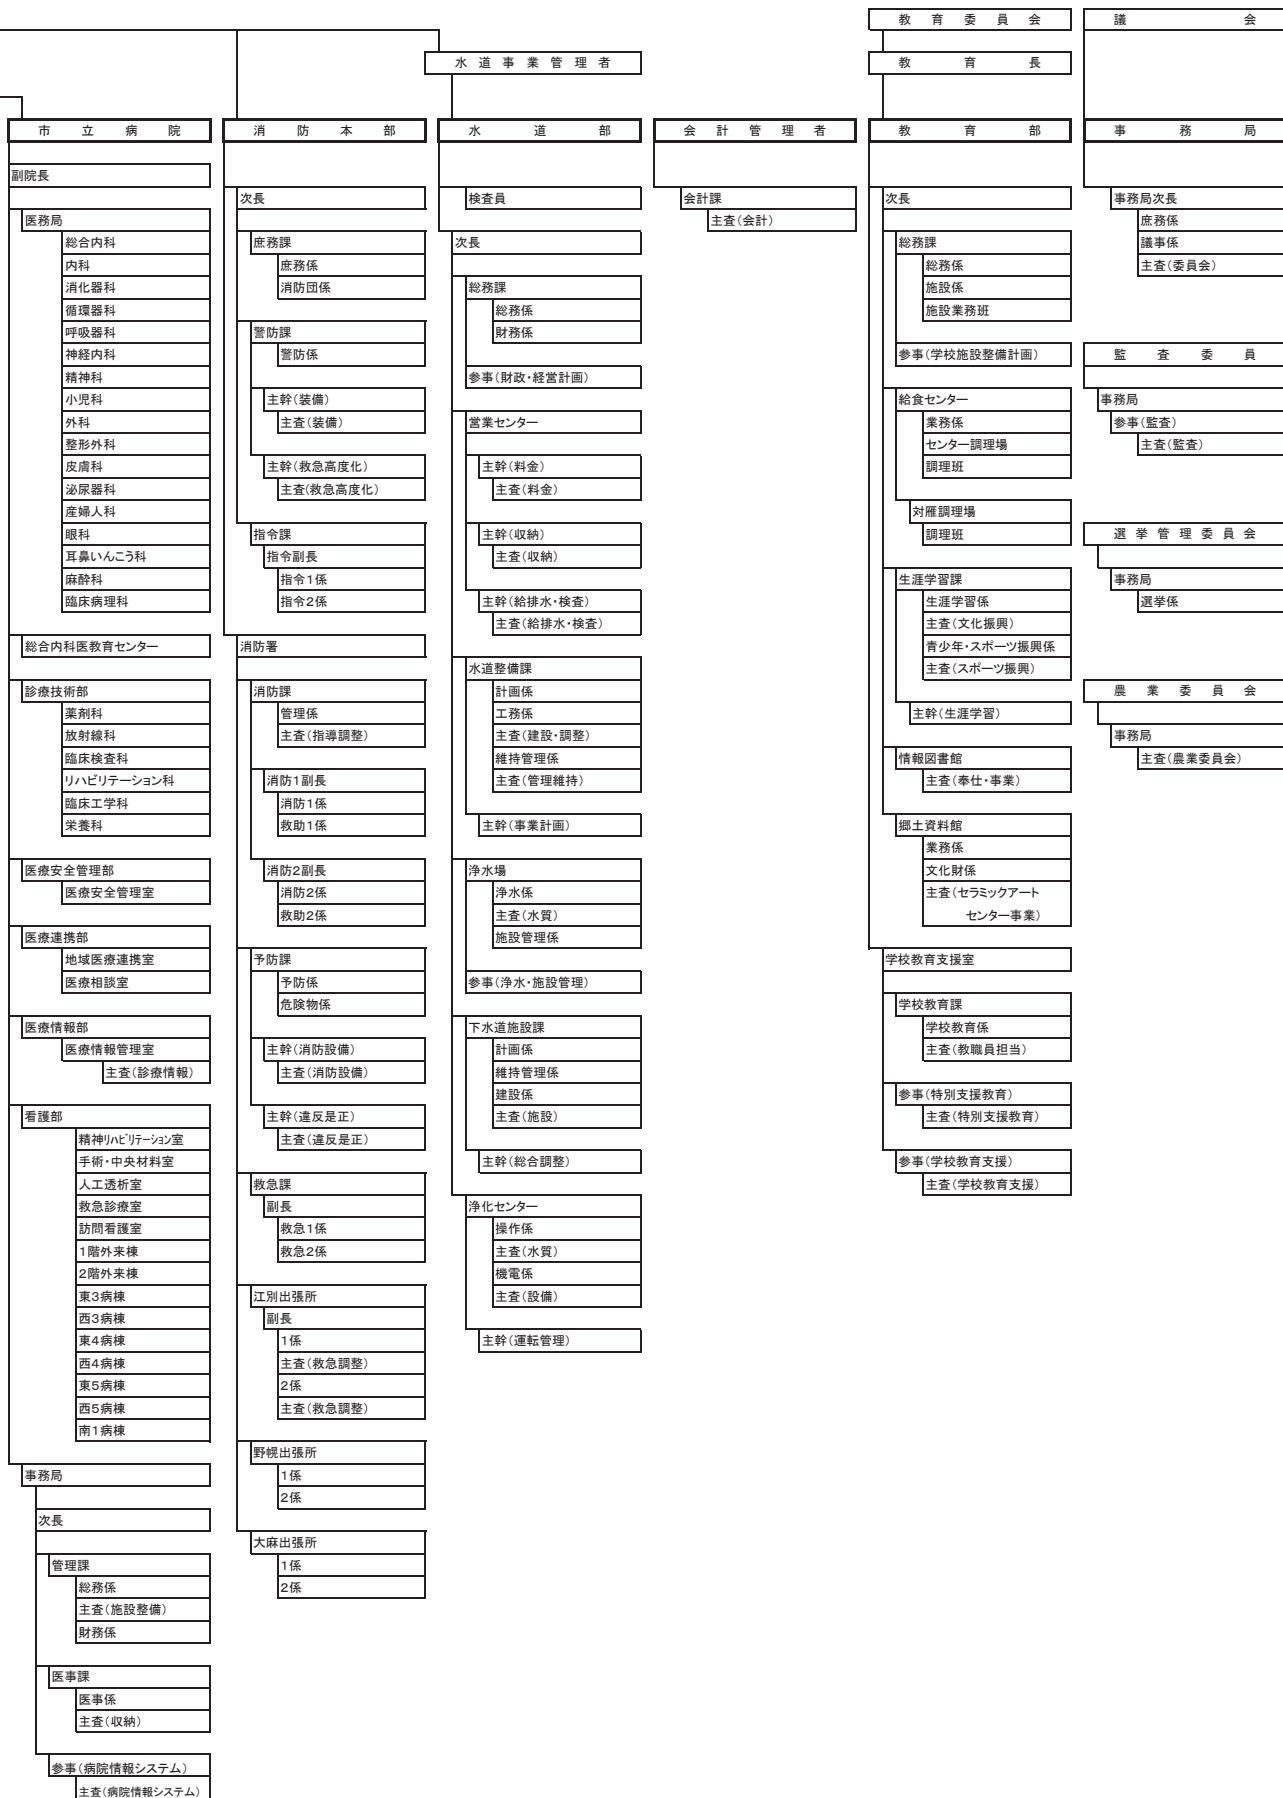 教育委員会
議会
水道事業管理者
教育長
市立病院
消防本部
水道部
会計管理者
教育部
事務局
副院長
医務局
総合内科
内科
消化器科
循環器科
呼吸器科
神経内科
精神科
小児科
外科
整形外科
皮膚科
泌尿器科
産婦人科
眼科
耳鼻いんこう科
麻酔科
臨床病理科
総合内科医教育センター
診療技術部
薬剤科
放射線科
臨床検査科
リハビリテーション科
臨床工学科
栄養科
医療安全管理部
医療安全管理室
医療連携部
地域医療連携室
医療相談室
医療情報部
医療情報管理室
主査(診療情報)
看護部
精神リハビリテーション室
手術・中央材料室
人工透析室
救急診療室
訪問看護室
1階外来棟
2階外来棟
東3病棟
西3病棟
東4病棟
西4病棟
東5病棟
西5病棟
南1病棟
事務局
次長
管理課
総務係
主査(施設整備)
財務係
医事課
医事係
主査(収納)
参事(病院情報システム)
主査(病院情報システム)
次長
庶務課
庶務係
消防団係
警防課
警防係
主幹(装備)
主査(装備)
主幹(救急高度化)
主査(救急高度化)
指令課
指令副長
指令1係
指令2係
消防署
消防課
管理係
主査(指導調整)
消防1副長
消防1係
救助1係
消防2副長
消防2係
救助2係
予防課
予防係
危険物係
主幹(消防設備)
主査(消防設備)
主幹(違反是正)
主査(違反是正)
救急課
副長
救急1係
救急2係
江別出張所
副長
1係
主査(救急調整)
2係
主査(救急調整)
野幌出張所
1係
2係
大麻出張所
1係
2係
検査員
次長
総務課
総務係
財務係
参事(財政・経営計画)
営業センター
主幹(料金)
主査(料金)
主幹(収納)
主査(収納)
主幹(給排水・検査)
主査(給排水・検査)
水道整備課
計画係
工務係
主査(建設・調整)
維持管理係
主査(管理維持)
主幹(事業計画)
浄水場
浄水係
主査(水質)
施設管理係
参事(浄水・施設管理)
下水道施設課
計画係
維持管理係
建設係
主査(施設)
主幹(総合調整)
浄化センター
操作係
主査(水質)
機電係
主査(設備)
主幹(運転管理)
会計課
主査(会計)
次長
総務課
総務係
施設係
施設業務班
参事(学校施設整備計画)
給食センター
業務係
センター調理場
調理班
対雁調理場
調理班
生涯学習課
生涯学習係
主査(文化振興)
青少年・スポーツ振興係
主査(スポーツ振興)
主幹(生涯学習)
情報図書館
主査(奉仕・事業)
郷土資料館
業務係
文化財係
主査(セラミックアート
センター事業)
学校教育支援室
学校教育課
学校教育係
主査(教職員担当)
参事(特別支援教育)
主査(特別支援教育)
参事(学校教育支援)
主査(学校教育支援)
事務局次長
庶務係
議事係
主査(委員会)
監査委員
事務局
参事(監査)
主査(監査)
選挙管理委員会
事務局
選挙係
農業委員会
事務局
主査(農業委員会)